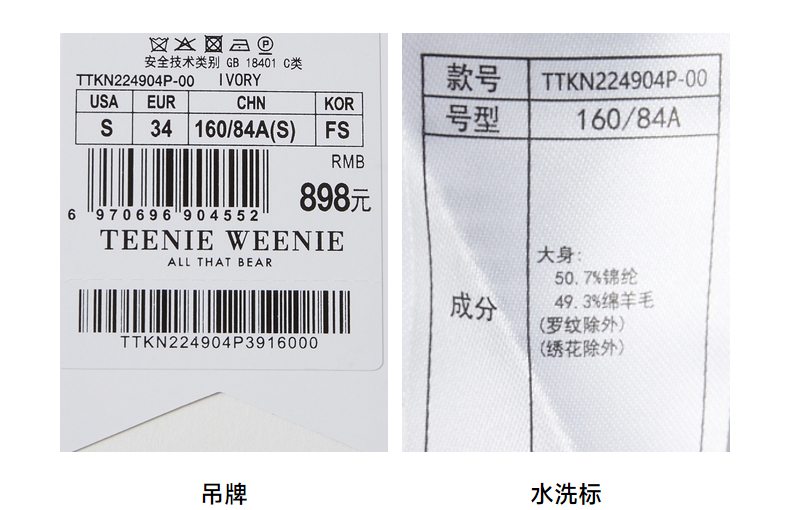 安全技术类别 GB 18401 C类
TTKN224904P-00 IVORY
USA EUR CHN KOR
S 34 160/84A(S) FS
RMB
898元
6 970696 904552
TEENIE WEENIE
ALL THAT BEAR
TTKN224904P3916000
吊牌
款号 TTKN224904P-00
号型 160/84A
成分
大身:
50.7%锦纶
49.3%绵羊毛
(罗纹除外)
(绣花除外)
水洗标